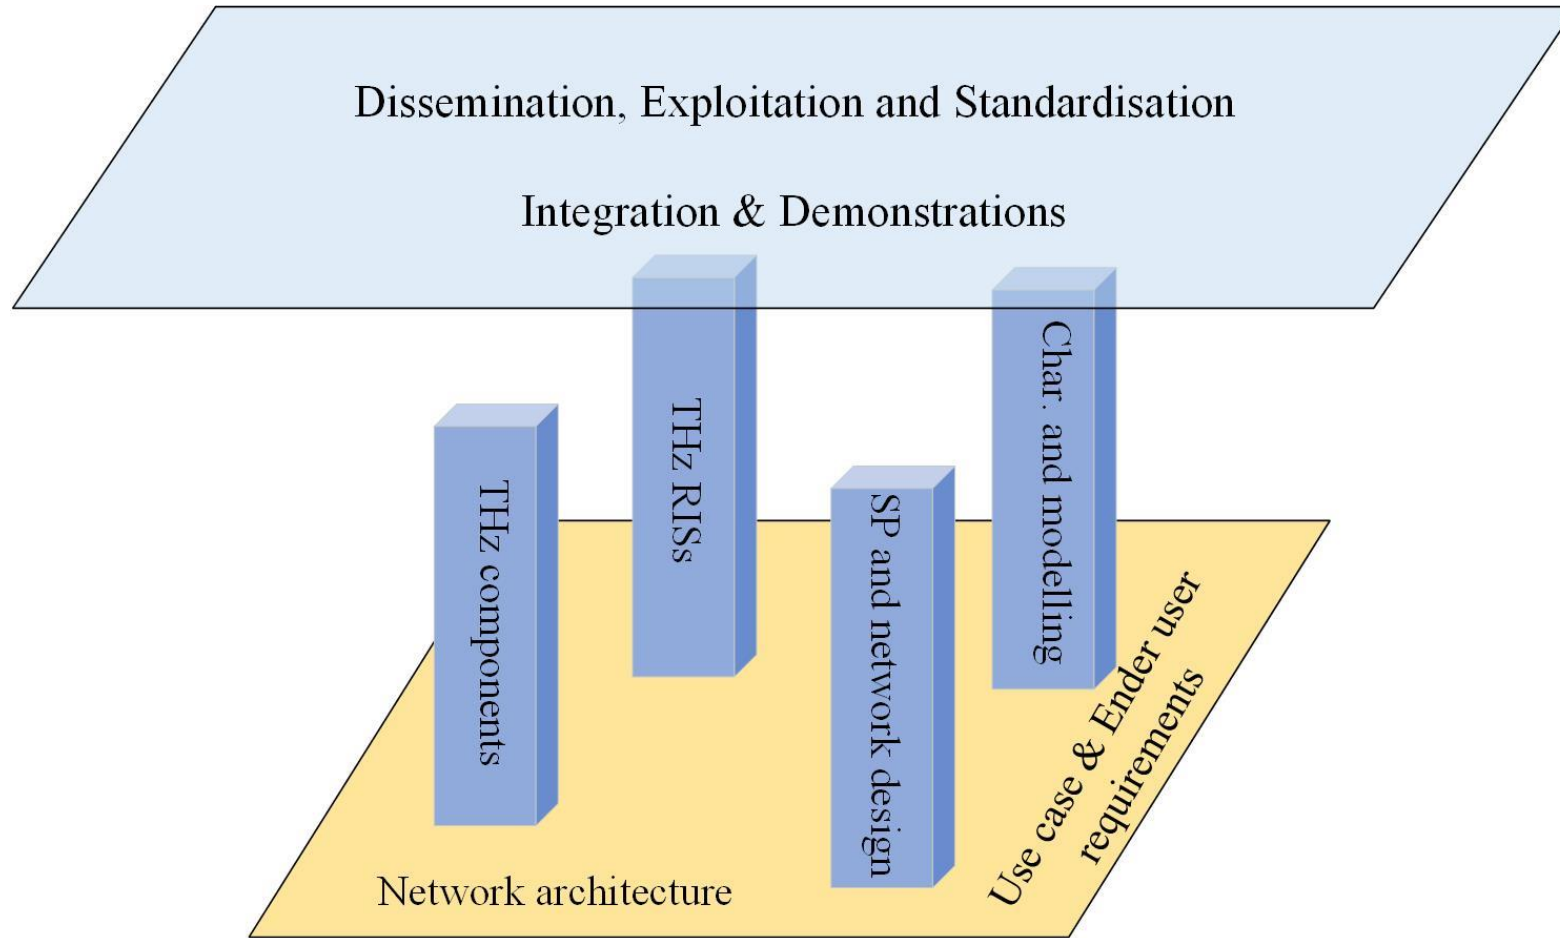 Dissemination, Exploitation and Standardisation
Integration & Demonstrations
THz components
THz RISs
SP and network design
Char. and modelling
Network architecture
Use case & Ender user
requirements